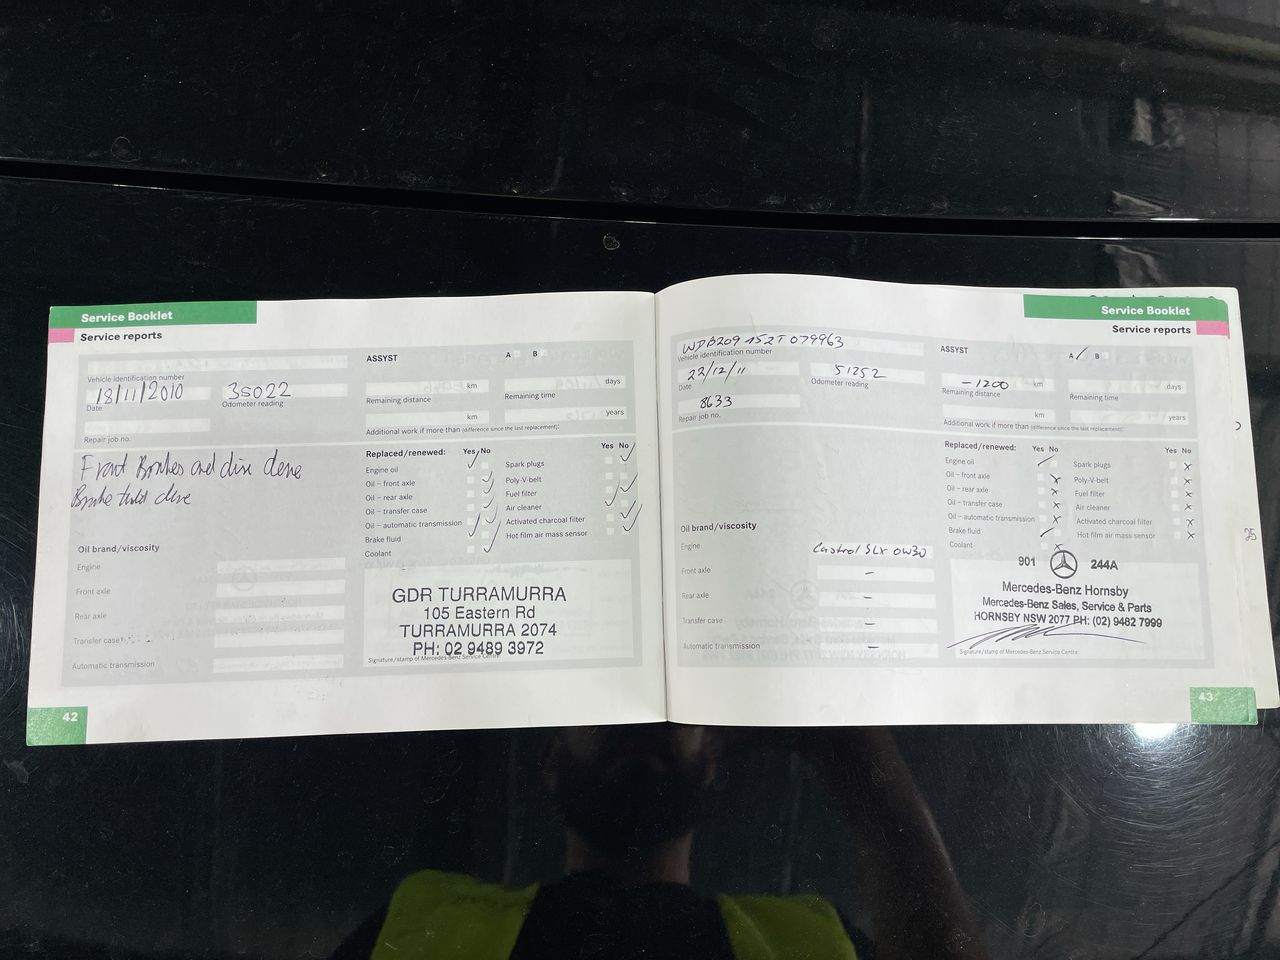 Service Booklet
Service reports
ASSYST A B
Vehicle identification number
18/11/2010 35022
Date Odometer reading
km days
Remaining distance Remaining time
km years
Repair job no.
Additional work if more than (difference since the last replacement):
Replaced/renewed: Yes No Yes No
Engine oil Spark plugs
Oil – front axle Poly-V-belt
Oil – rear axle Fuel filter
Oil – transfer case Air cleaner
Oil – automatic transmission Activated charcoal filter
Brake fluid Hot film air mass sensor
Coolant
Front Brakes and disc done
Brake fluid done
Oil brand/viscosity
Engine
Front axle
Rear axle
Transfer case
Automatic transmission
GDR TURRAMURRA
105 Eastern Rd
TURRAMURRA 2074
PH: 02 9489 3972
Signature/stamp of Mercedes-Benz Service Centre
42
Service Booklet
Service reports
WDB209 152T 079963
Vehicle identification number
ASSYST A / B
22/12/11 51252
Date Odometer reading
-1200 km days
Remaining distance Remaining time
8633 km years
Repair job no.
Additional work if more than (difference since the last replacement):
Replaced/renewed: Yes No Yes No
Engine oil Spark plugs x
Oil – front axle x Poly-V-belt x
Oil – rear axle x Fuel filter x
Oil – transfer case x Air cleaner x
Oil – automatic transmission x Activated charcoal filter x
Brake fluid Hot film air mass sensor x
Coolant x
Oil brand/viscosity
Engine Castrol SLX 0W30
Front axle –
Rear axle –
Transfer case –
Automatic transmission –
901 244A
Mercedes-Benz Hornsby
Mercedes-Benz Sales, Service & Parts
HORNSBY NSW 2077 PH: (02) 9482 7999
Signature/stamp of Mercedes-Benz Service Centre
43